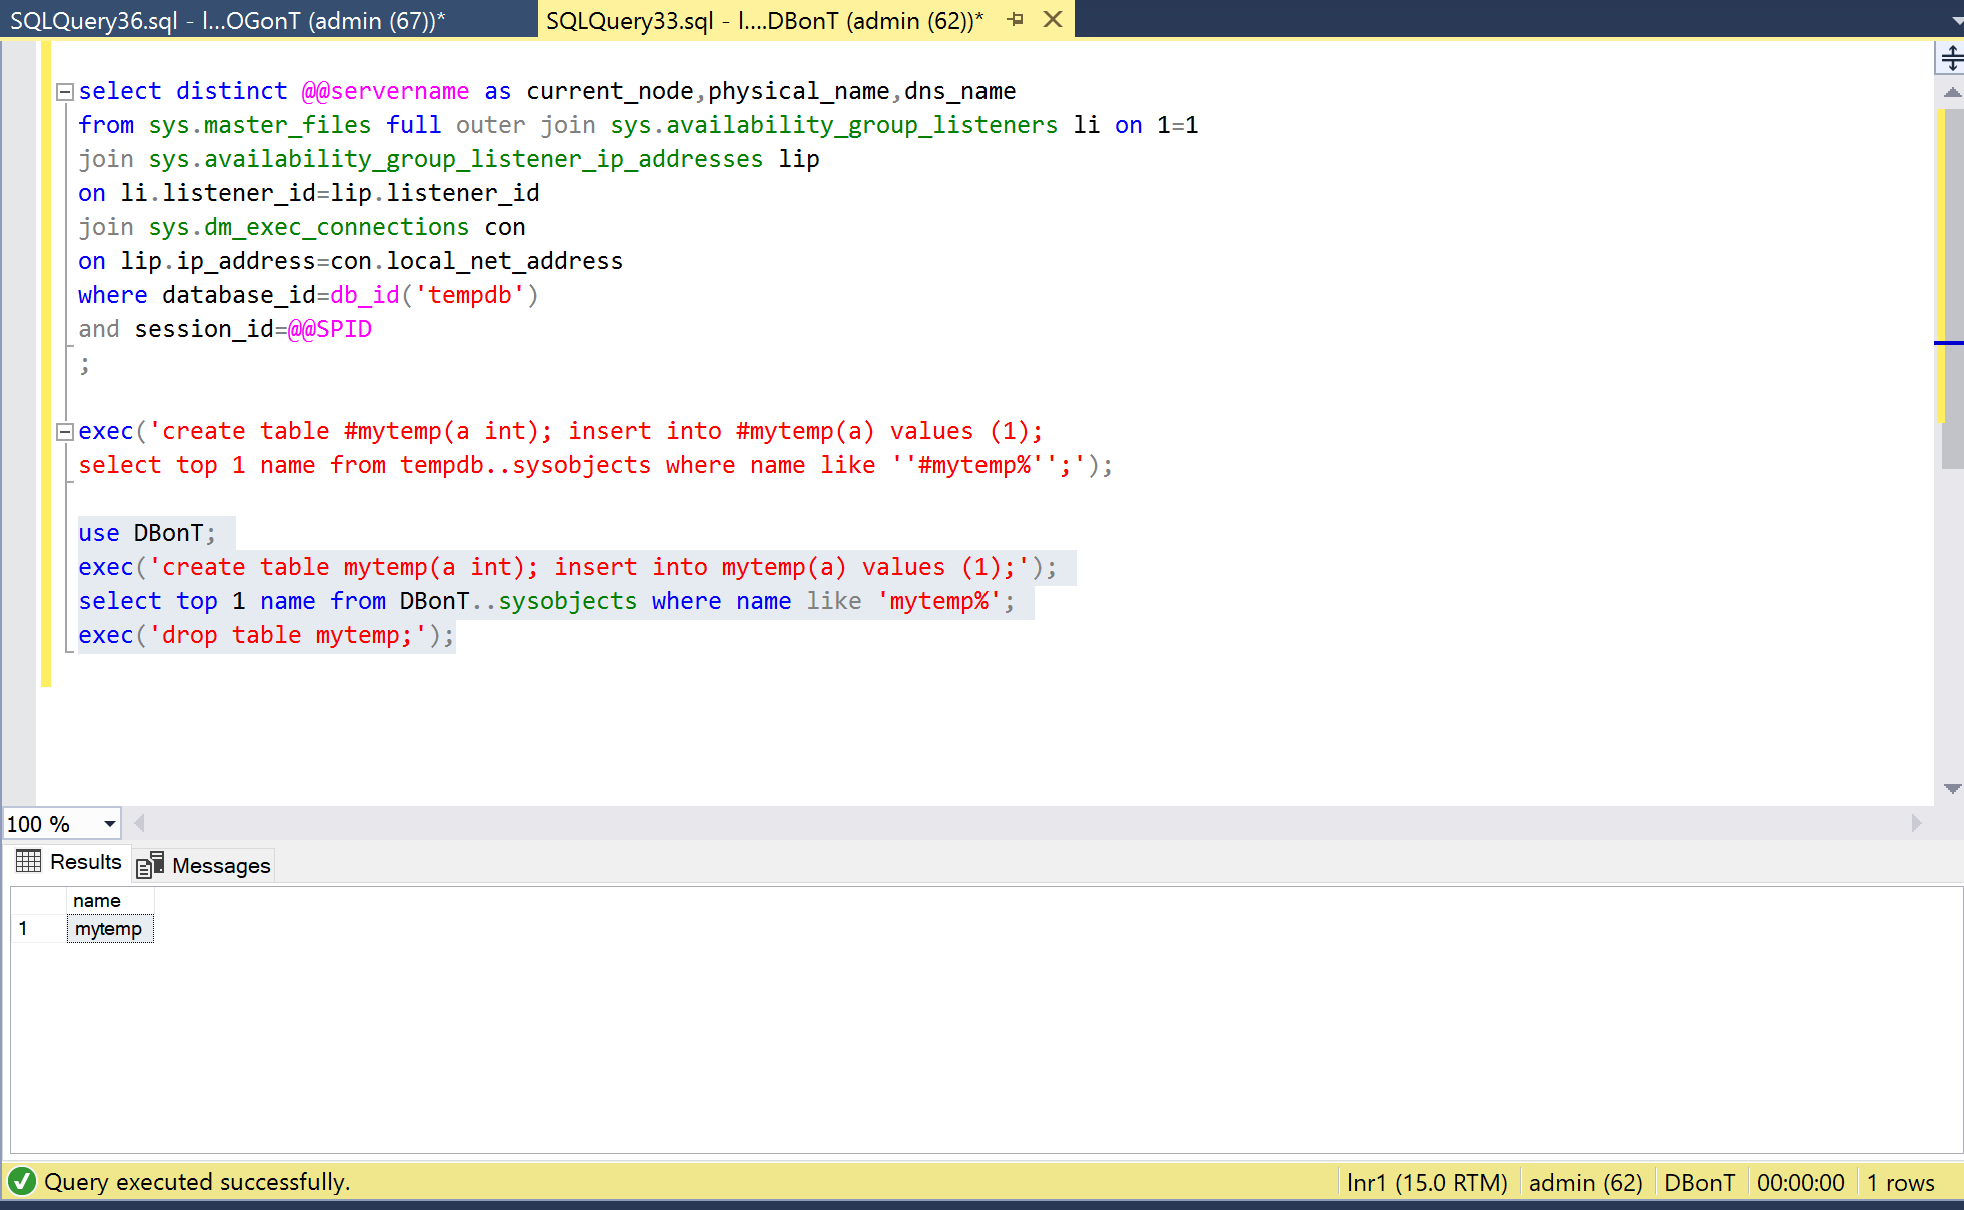 SQLQuery36.sql - l...OGonT (admin (67))*
SQLQuery33.sql - l....DBonT (admin (62))*
select distinct @@servername as current_node,physical_name,dns_name
from sys.master_files full outer join sys.availability_group_listeners li on 1=1
join sys.availability_group_listener_ip_addresses lip
on li.listener_id=lip.listener_id
join sys.dm_exec_connections con
on lip.ip_address=con.local_net_address
where database_id=db_id('tempdb')
and session_id=@@SPID
;
exec('create table #mytemp(a int); insert into #mytemp(a) values (1);
select top 1 name from tempdb..sysobjects where name like ''#mytemp%'';');
use DBonT;
exec('create table mytemp(a int); insert into mytemp(a) values (1);');
select top 1 name from DBonT..sysobjects where name like 'mytemp%';
exec('drop table mytemp;');
100 %
Results Messages
name
1 mytemp
Query executed successfully. lnr1 (15.0 RTM) admin (62) DBonT 00:00:00 1 rows